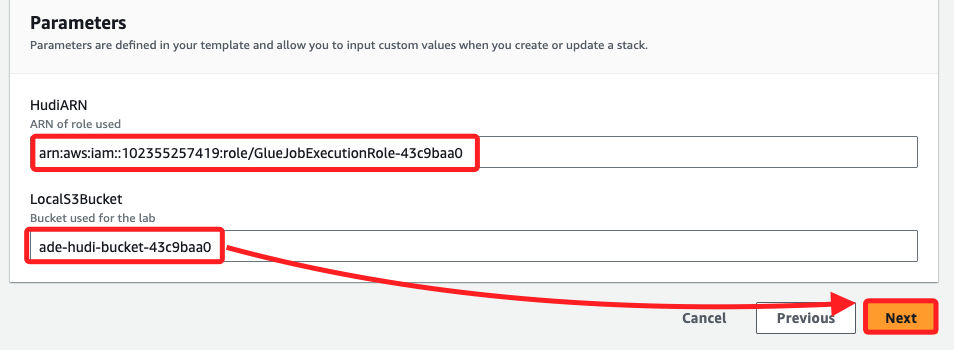 Parameters
Parameters are defined in your template and allow you to input custom values when you create or update a stack.
HudiARN
ARN of role used
arn:aws:iam::102355257419:role/GlueJobExecutionRole-43c9baa0
LocalS3Bucket
Bucket used for the lab
ade-hudi-bucket-43c9baa0
Cancel Previous Next